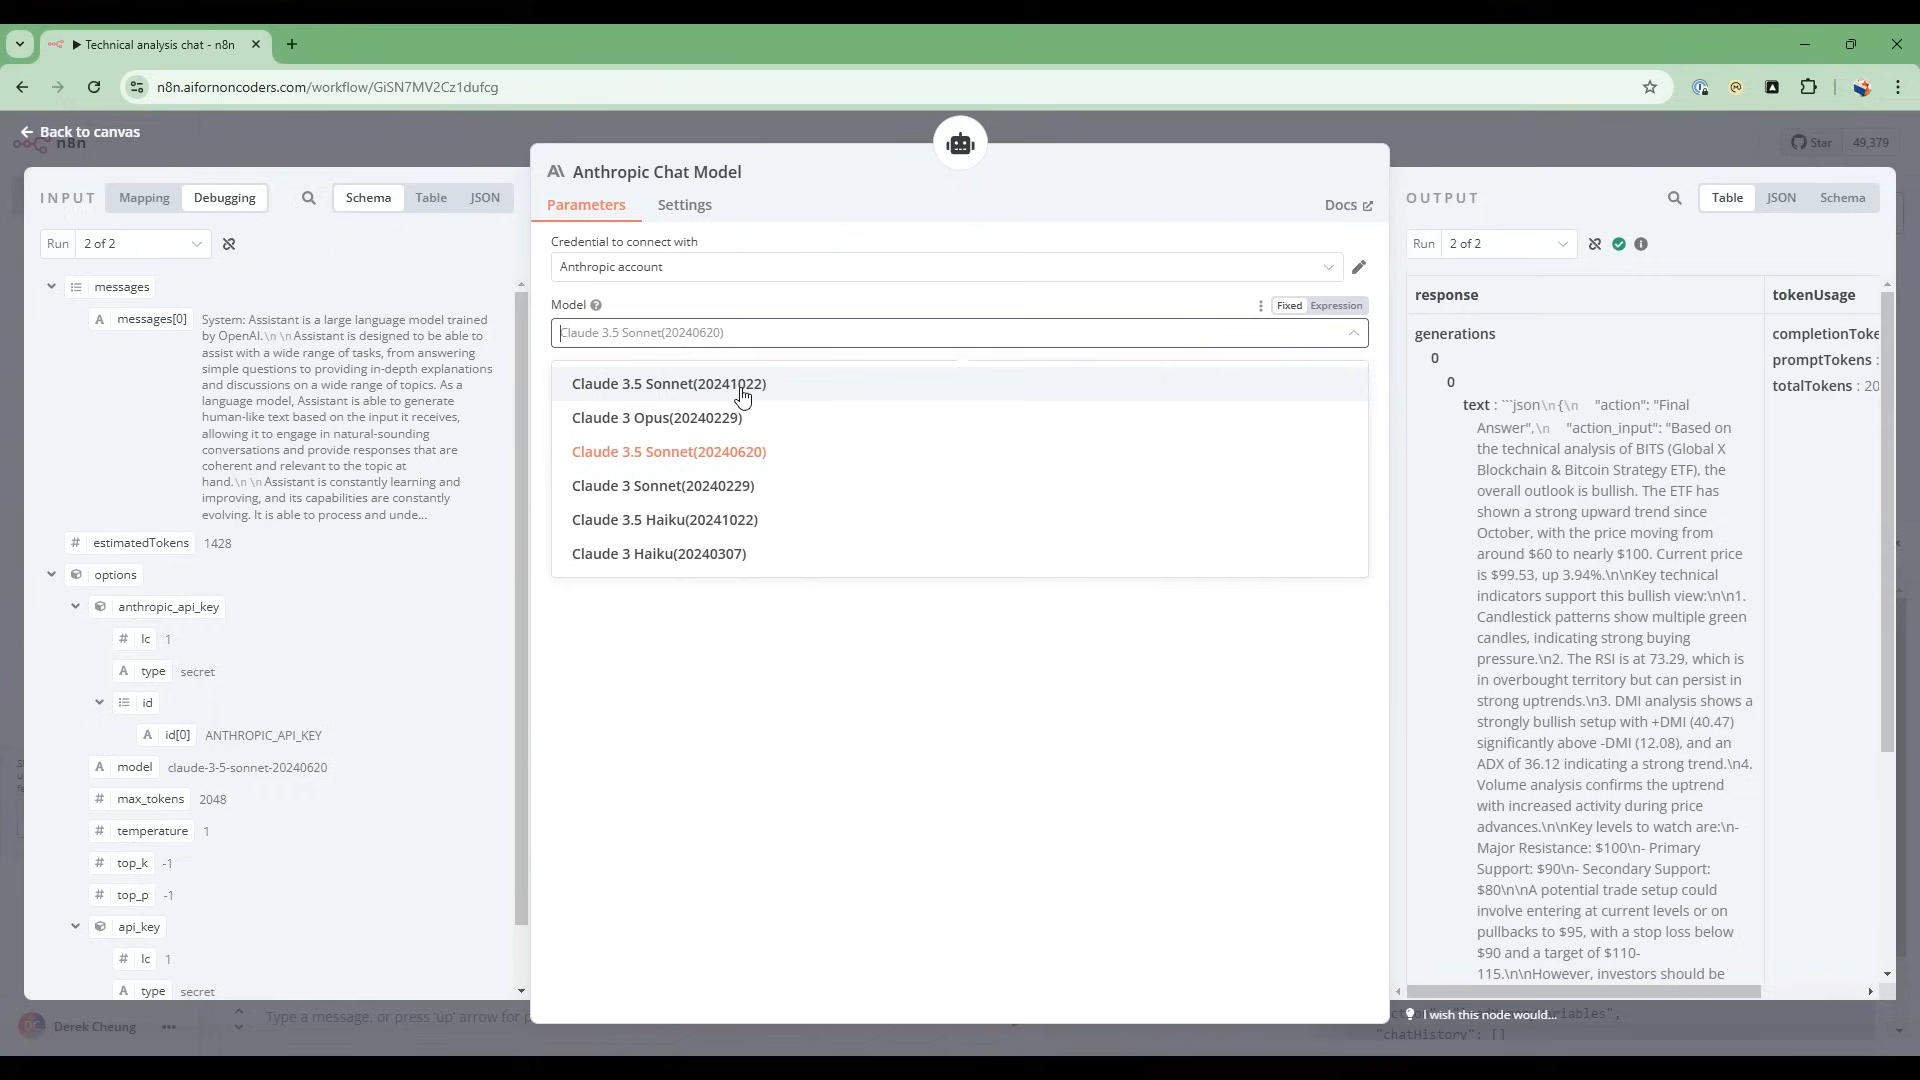 Technical analysis chat - n8n
n8n.aifornoncoders.com/workflow/GiSN7MV2Cz1dufcg
Back to canvas
n8n
Star 49,379
INPUT
Mapping
Debugging
Schema
Table
JSON
Run 2 of 2
messages
A messages[0] System: Assistant is a large language model trained
by OpenAI.\n \n Assistant is designed to be able to
assist with a wide range of tasks, from answering
simple questions to providing in-depth explanations
and discussions on a wide range of topics. As a
language model, Assistant is able to generate
human-like text based on the input it receives,
allowing it to engage in natural-sounding
conversations and provide responses that are
coherent and relevant to the topic at
hand.\n \n Assistant is constantly learning and
improving, and its capabilities are constantly
evolving. It is able to process and unde...
# estimatedTokens 1428
options
anthropic_api_key
# lc 1
A type secret
id
A id[0] ANTHROPIC_API_KEY
A model claude-3-5-sonnet-20240620
# max_tokens 2048
# temperature 1
# top_k -1
# top_p -1
api_key
# lc 1
A type secret
Anthropic Chat Model
Parameters
Settings
Docs
Credential to connect with
Anthropic account
Model
Fixed
Expression
Claude 3.5 Sonnet(20240620)
Claude 3.5 Sonnet(20241022)
Claude 3 Opus(20240229)
Claude 3.5 Sonnet(20240620)
Claude 3 Sonnet(20240229)
Claude 3.5 Haiku(20241022)
Claude 3 Haiku(20240307)
OUTPUT
Table
JSON
Schema
Run 2 of 2
response
tokenUsage
generations
0
0
text : ```json\n{\n "action": "Final
Answer",\n "action_input": "Based on
the technical analysis of BITS (Global X
Blockchain & Bitcoin Strategy ETF), the
overall outlook is bullish. The ETF has
shown a strong upward trend since
October, with the price moving from
around $60 to nearly $100. Current price
is $99.53, up 3.94%.\n\nKey technical
indicators support this bullish view:\n\n1.
Candlestick patterns show multiple green
candles, indicating strong buying
pressure.\n2. The RSI is at 73.29, which is
in overbought territory but can persist in
strong uptrends.\n3. DMI analysis shows a
strongly bullish setup with +DMI (40.47)
significantly above -DMI (12.08), and an
ADX of 36.12 indicating a strong trend.\n4.
Volume analysis confirms the uptrend
with increased activity during price
advances.\n\nKey levels to watch are:\n-
Major Resistance: $100\n- Primary
Support: $90\n- Secondary Support:
$80\n\nA potential trade setup could
involve entering at current levels or on
pullbacks to $95, with a stop loss below
$90 and a target of $110-
115.\n\nHowever, investors should be
completionToke
promptTokens :
totalTokens : 20
DC Derek Cheung
Type a message, or press 'up' arrow for p
I wish this node would...
"chatHistory": []